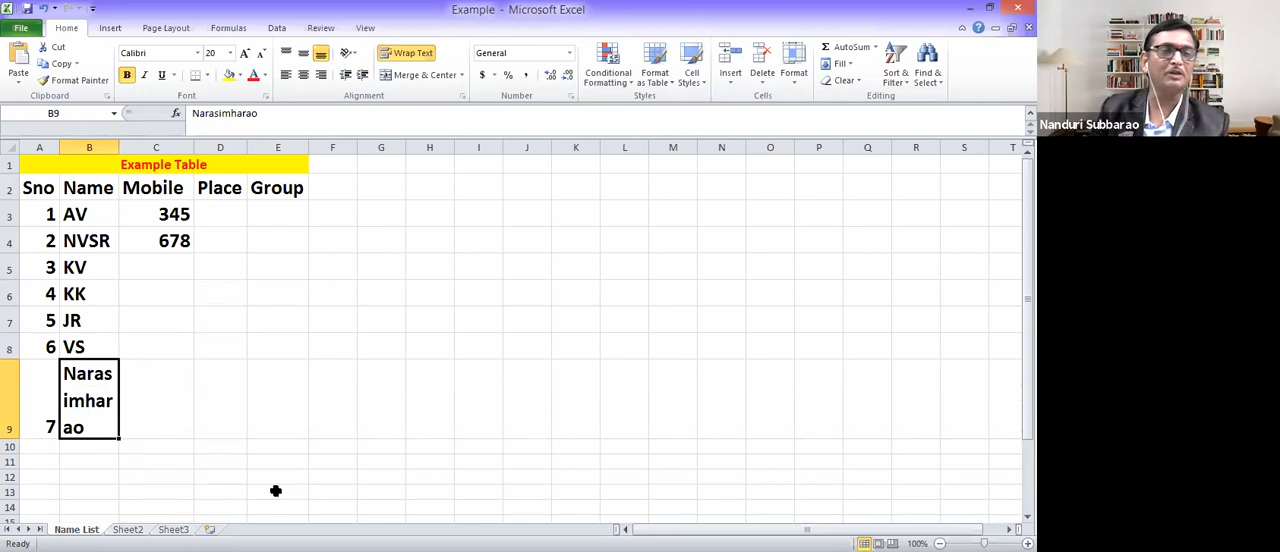 Example - Microsoft Excel
File Home Insert Page Layout Formulas Data Review View
Paste Cut Copy Format Painter
Calibri 20 A A
B I U A
Wrap Text
Merge & Center
General
$ % ,
Conditional Formatting Format as Table Cell Styles
Insert Delete Format
Σ AutoSum Fill Clear
Sort & Filter Find & Select
Clipboard Font Alignment Number Styles Cells Editing
B9 fx Narasimharao
A B C D E F G H I J K L M N O P Q R S T
1 Example Table
2 Sno Name Mobile Place Group
3 1 AV 345
4 2 NVSR 678
5 3 KV
6 4 KK
7 5 JR
8 6 VS
Naras
imhar
9 7 ao
10
11
12
13
14
15
Name List Sheet2 Sheet3
Ready 100%
Nanduri Subbarao